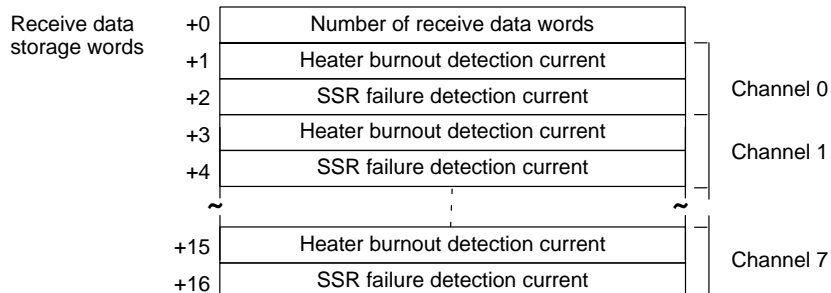 Receive data
storage words
+0 Number of receive data words
+1 Heater burnout detection current
+2 SSR failure detection current
Channel 0
+3 Heater burnout detection current
+4 SSR failure detection current
Channel 1
~ ~
+15 Heater burnout detection current
+16 SSR failure detection current
Channel 7